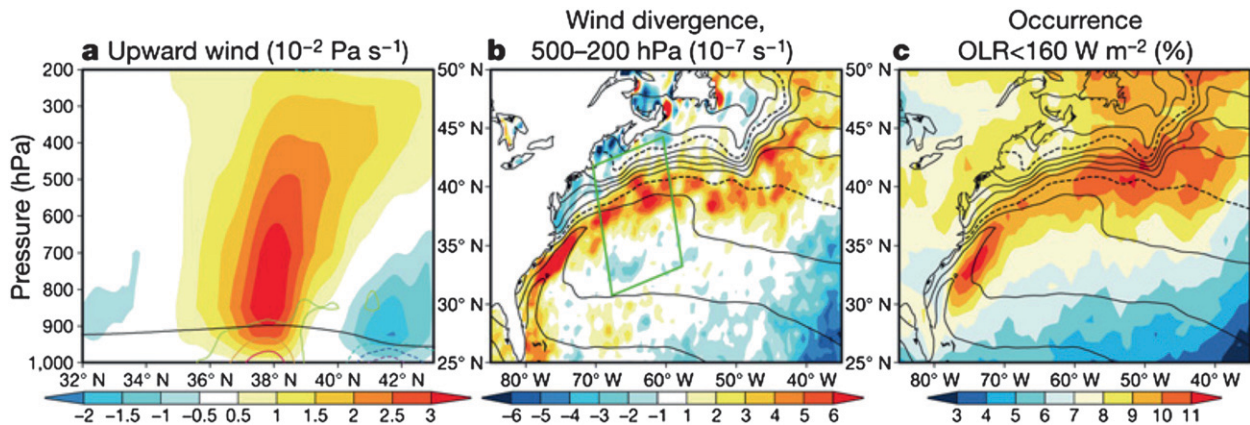 a Upward wind (10⁻² Pa s⁻¹)
Wind divergence,
b 500–200 hPa (10⁻⁷ s⁻¹)
Occurrence
c OLR<160 W m⁻² (%)
Pressure (hPa)
200
300
400
500
600
700
800
900
1,000
32° N 34° N 36° N 38° N 40° N 42° N
−2 −1.5 −1 −0.5 0.5 1 1.5 2 2.5 3
50° N
45° N
40° N
35° N
30° N
25° N
80° W 70° W 60° W 50° W 40° W
−6 −5 −4 −3 −2 −1 1 2 3 4 5 6
50° N
45° N
40° N
35° N
30° N
25° N
80° W 70° W 60° W 50° W 40° W
3 4 5 6 7 8 9 10 11